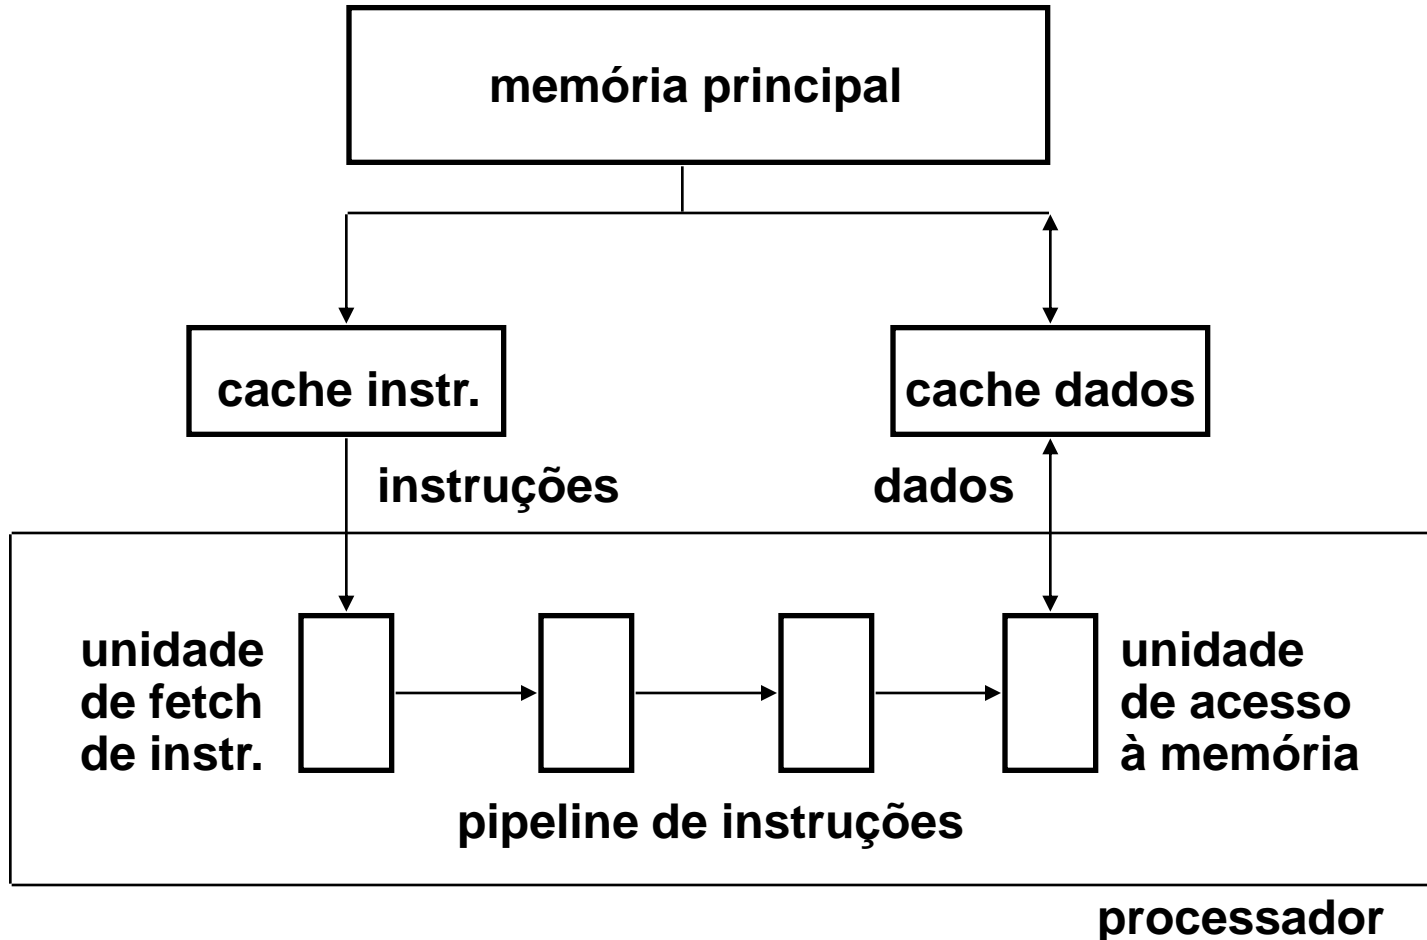 memória principal
cache instr.
cache dados
instruções
dados
unidade
de fetch
de instr.
unidade
de acesso
à memória
pipeline de instruções
processador